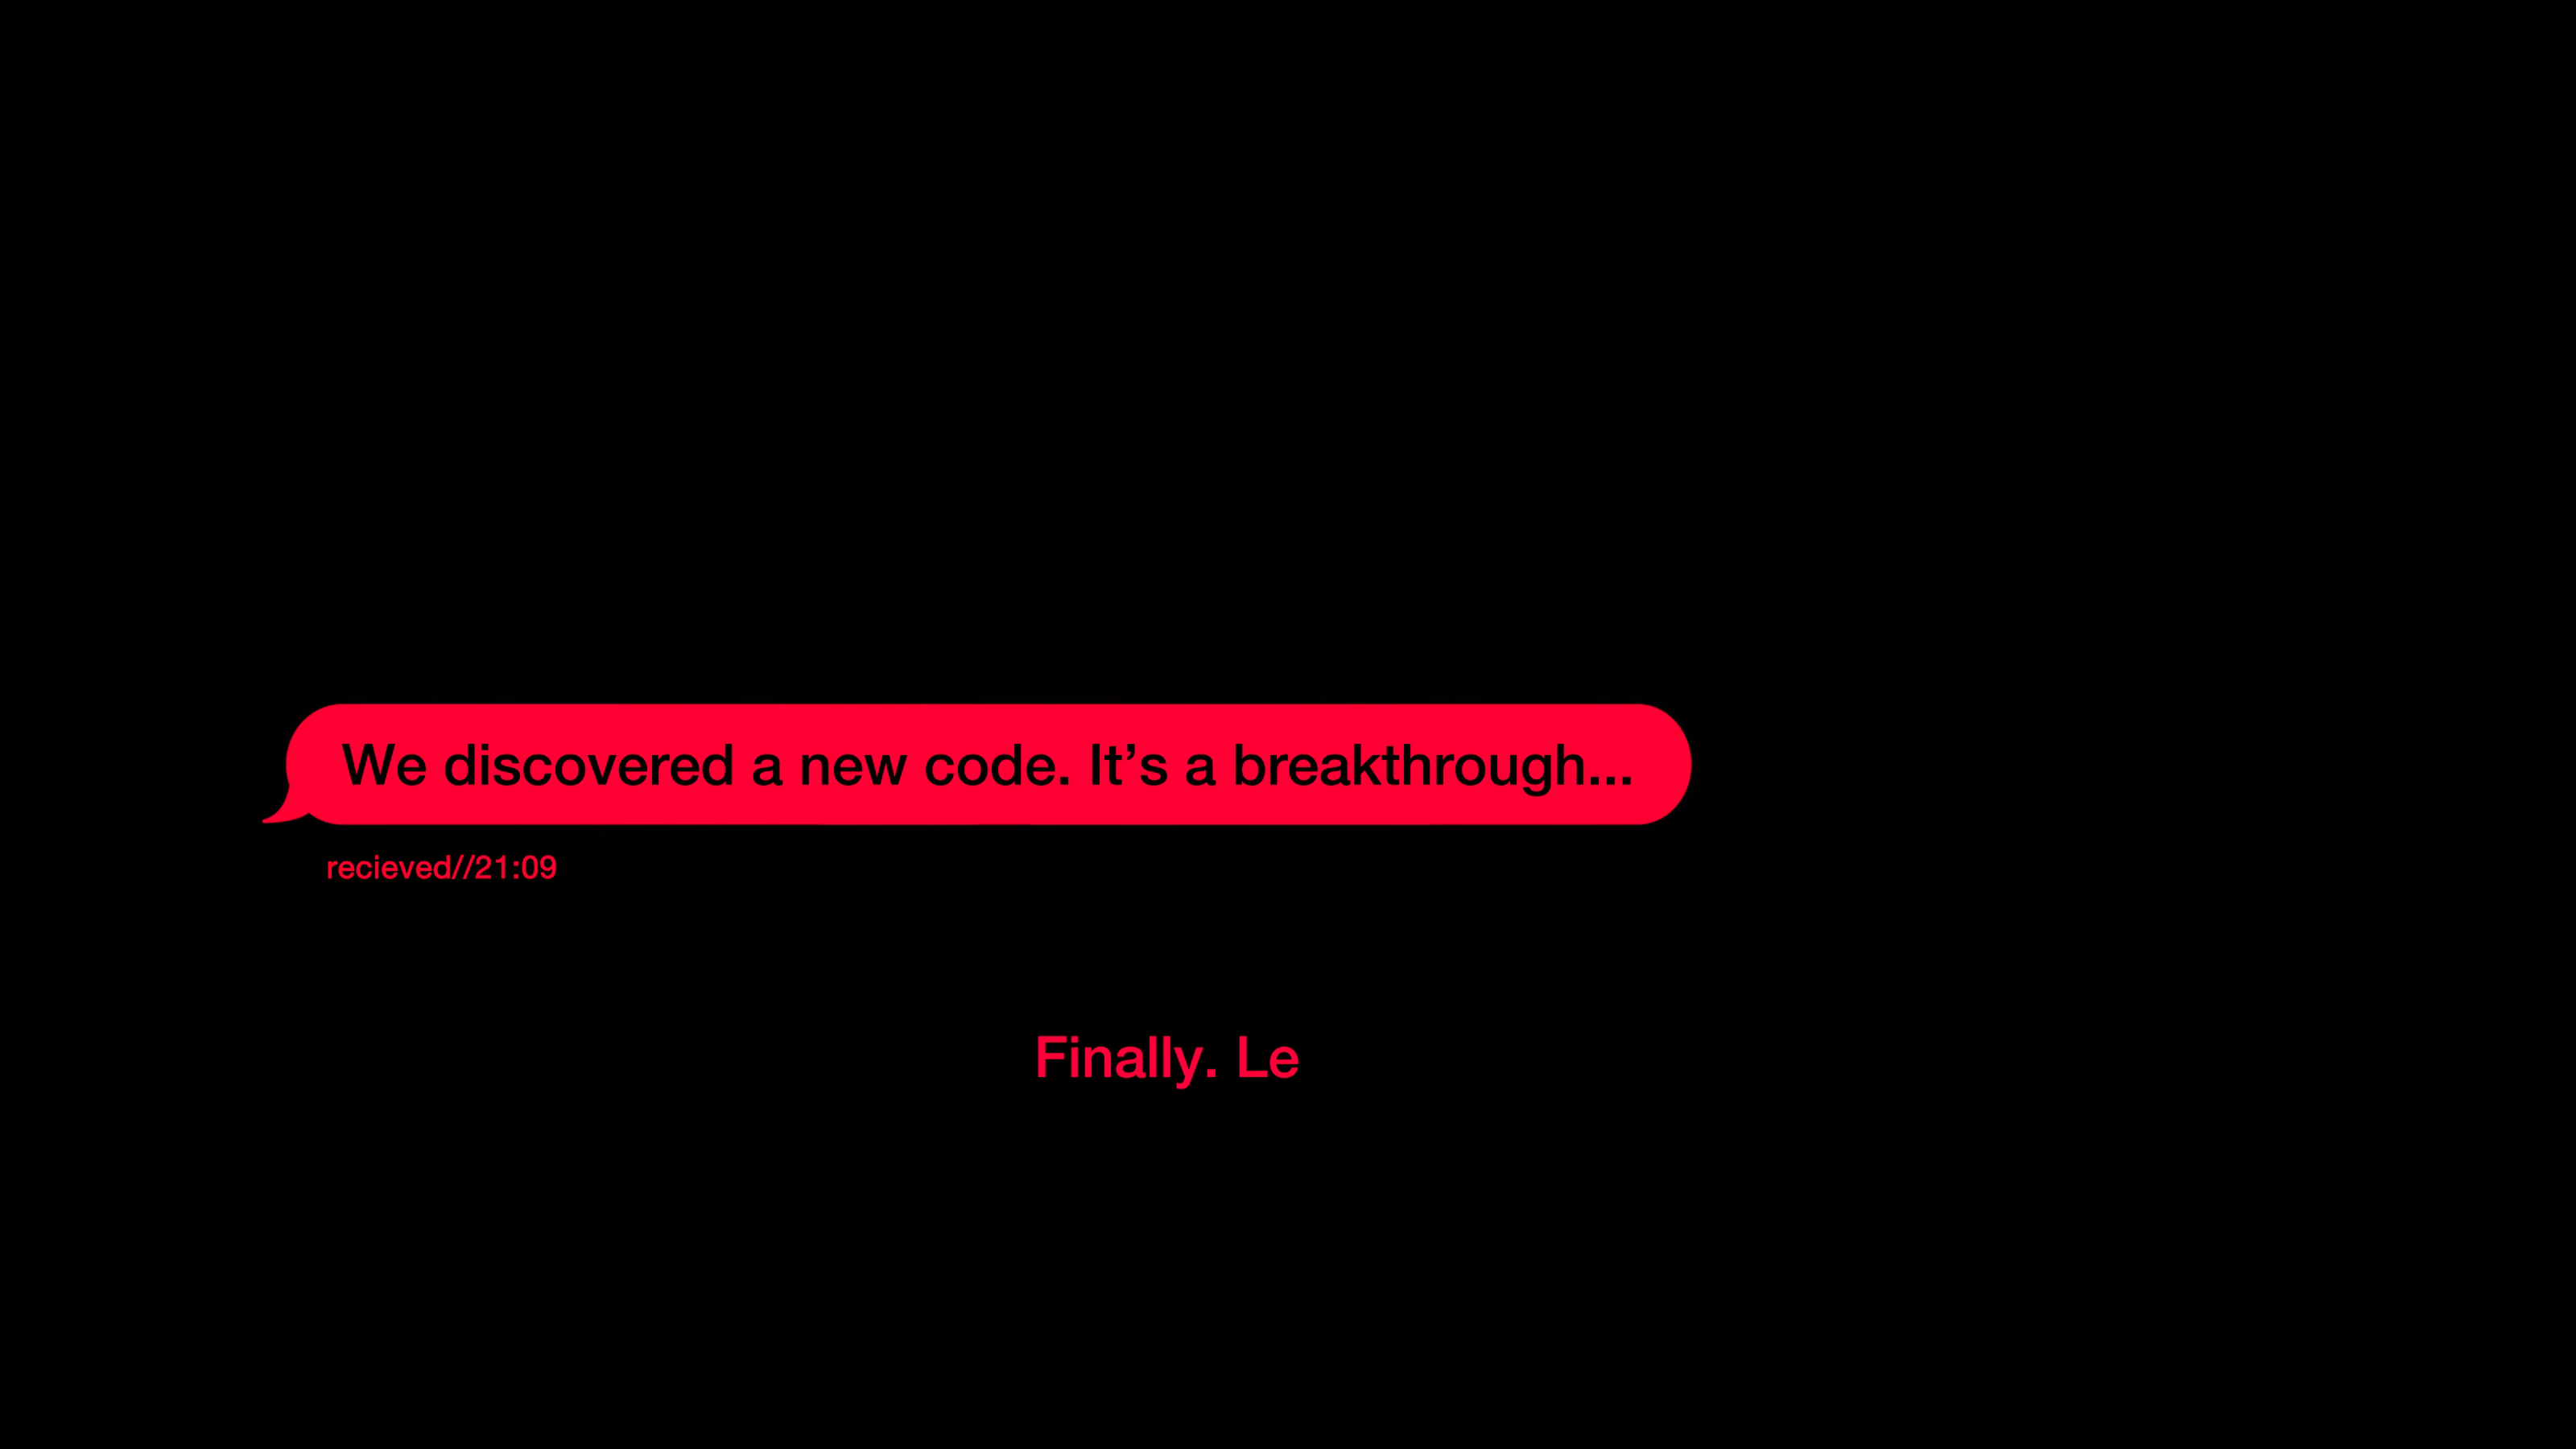 We discovered a new code. It’s a breakthrough...
recieved//21:09
Finally. Le